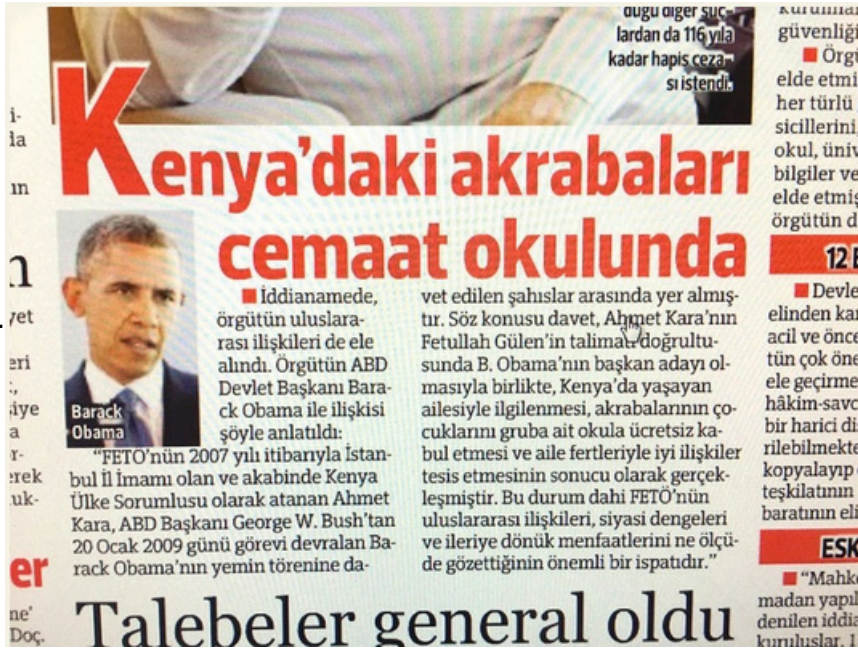 duğu diğer suç-
lardan da 116 yıla
kadar hapis ceza-
sı istendi.
Kenya'daki akrabaları
cemaat okulunda
Barack
Obama
■ İddianamede,
örgütün uluslara-
rası ilişkileri de ele
alındı. Örgütün ABD
Devlet Başkanı Bara-
ck Obama ile ilişkisi
şöyle anlatıldı:
"FETÖ'nün 2007 yılı itibarıyla İstan-
bul İl İmamı olan ve akabinde Kenya
Ülke Sorumlusu olarak atanan Ahmet
Kara, ABD Başkanı George W. Bush'tan
20 Ocak 2009 günü görevi devralan Ba-
rack Obama'nın yemin törenine da-
vet edilen şahıslar arasında yer almış-
tır. Söz konusu davet, Ahmet Kara'nın
Fetullah Gülen'in talimatı doğrultu-
sunda B. Obama'nın başkan adayı ol-
masıyla birlikte, Kenya'da yaşayan
ailesiyle ilgilenmesi, akrabalarının ço-
cuklarını gruba ait okula ücretsiz ka-
bul etmesi ve aile fertleriyle iyi ilişkiler
tesis etmesinin sonucu olarak gerçek-
leşmiştir. Bu durum dahi FETÖ'nün
uluslararası ilişkileri, siyasi dengeleri
ve ileriye dönük menfaatlerini ne ölçü-
de gözettiğinin önemli bir ispatıdır."
Talebeler general oldu
güvenliği
■ Örgü
elde etmi
her türlü
sicillerini
okul, üniv
bilgiler ve
elde etmiş
örgütün d
12 E
■ Devle
elinden kar
acil ve önce
tün çok öne
ele geçirme
hâkim-savc
bir harici di
rilebilmekte
kopyalayıp
teşkilatının
baratının eli
ESK
■ "Mahke
madan yapıl
denilen iddia
kuruluşlar, 1